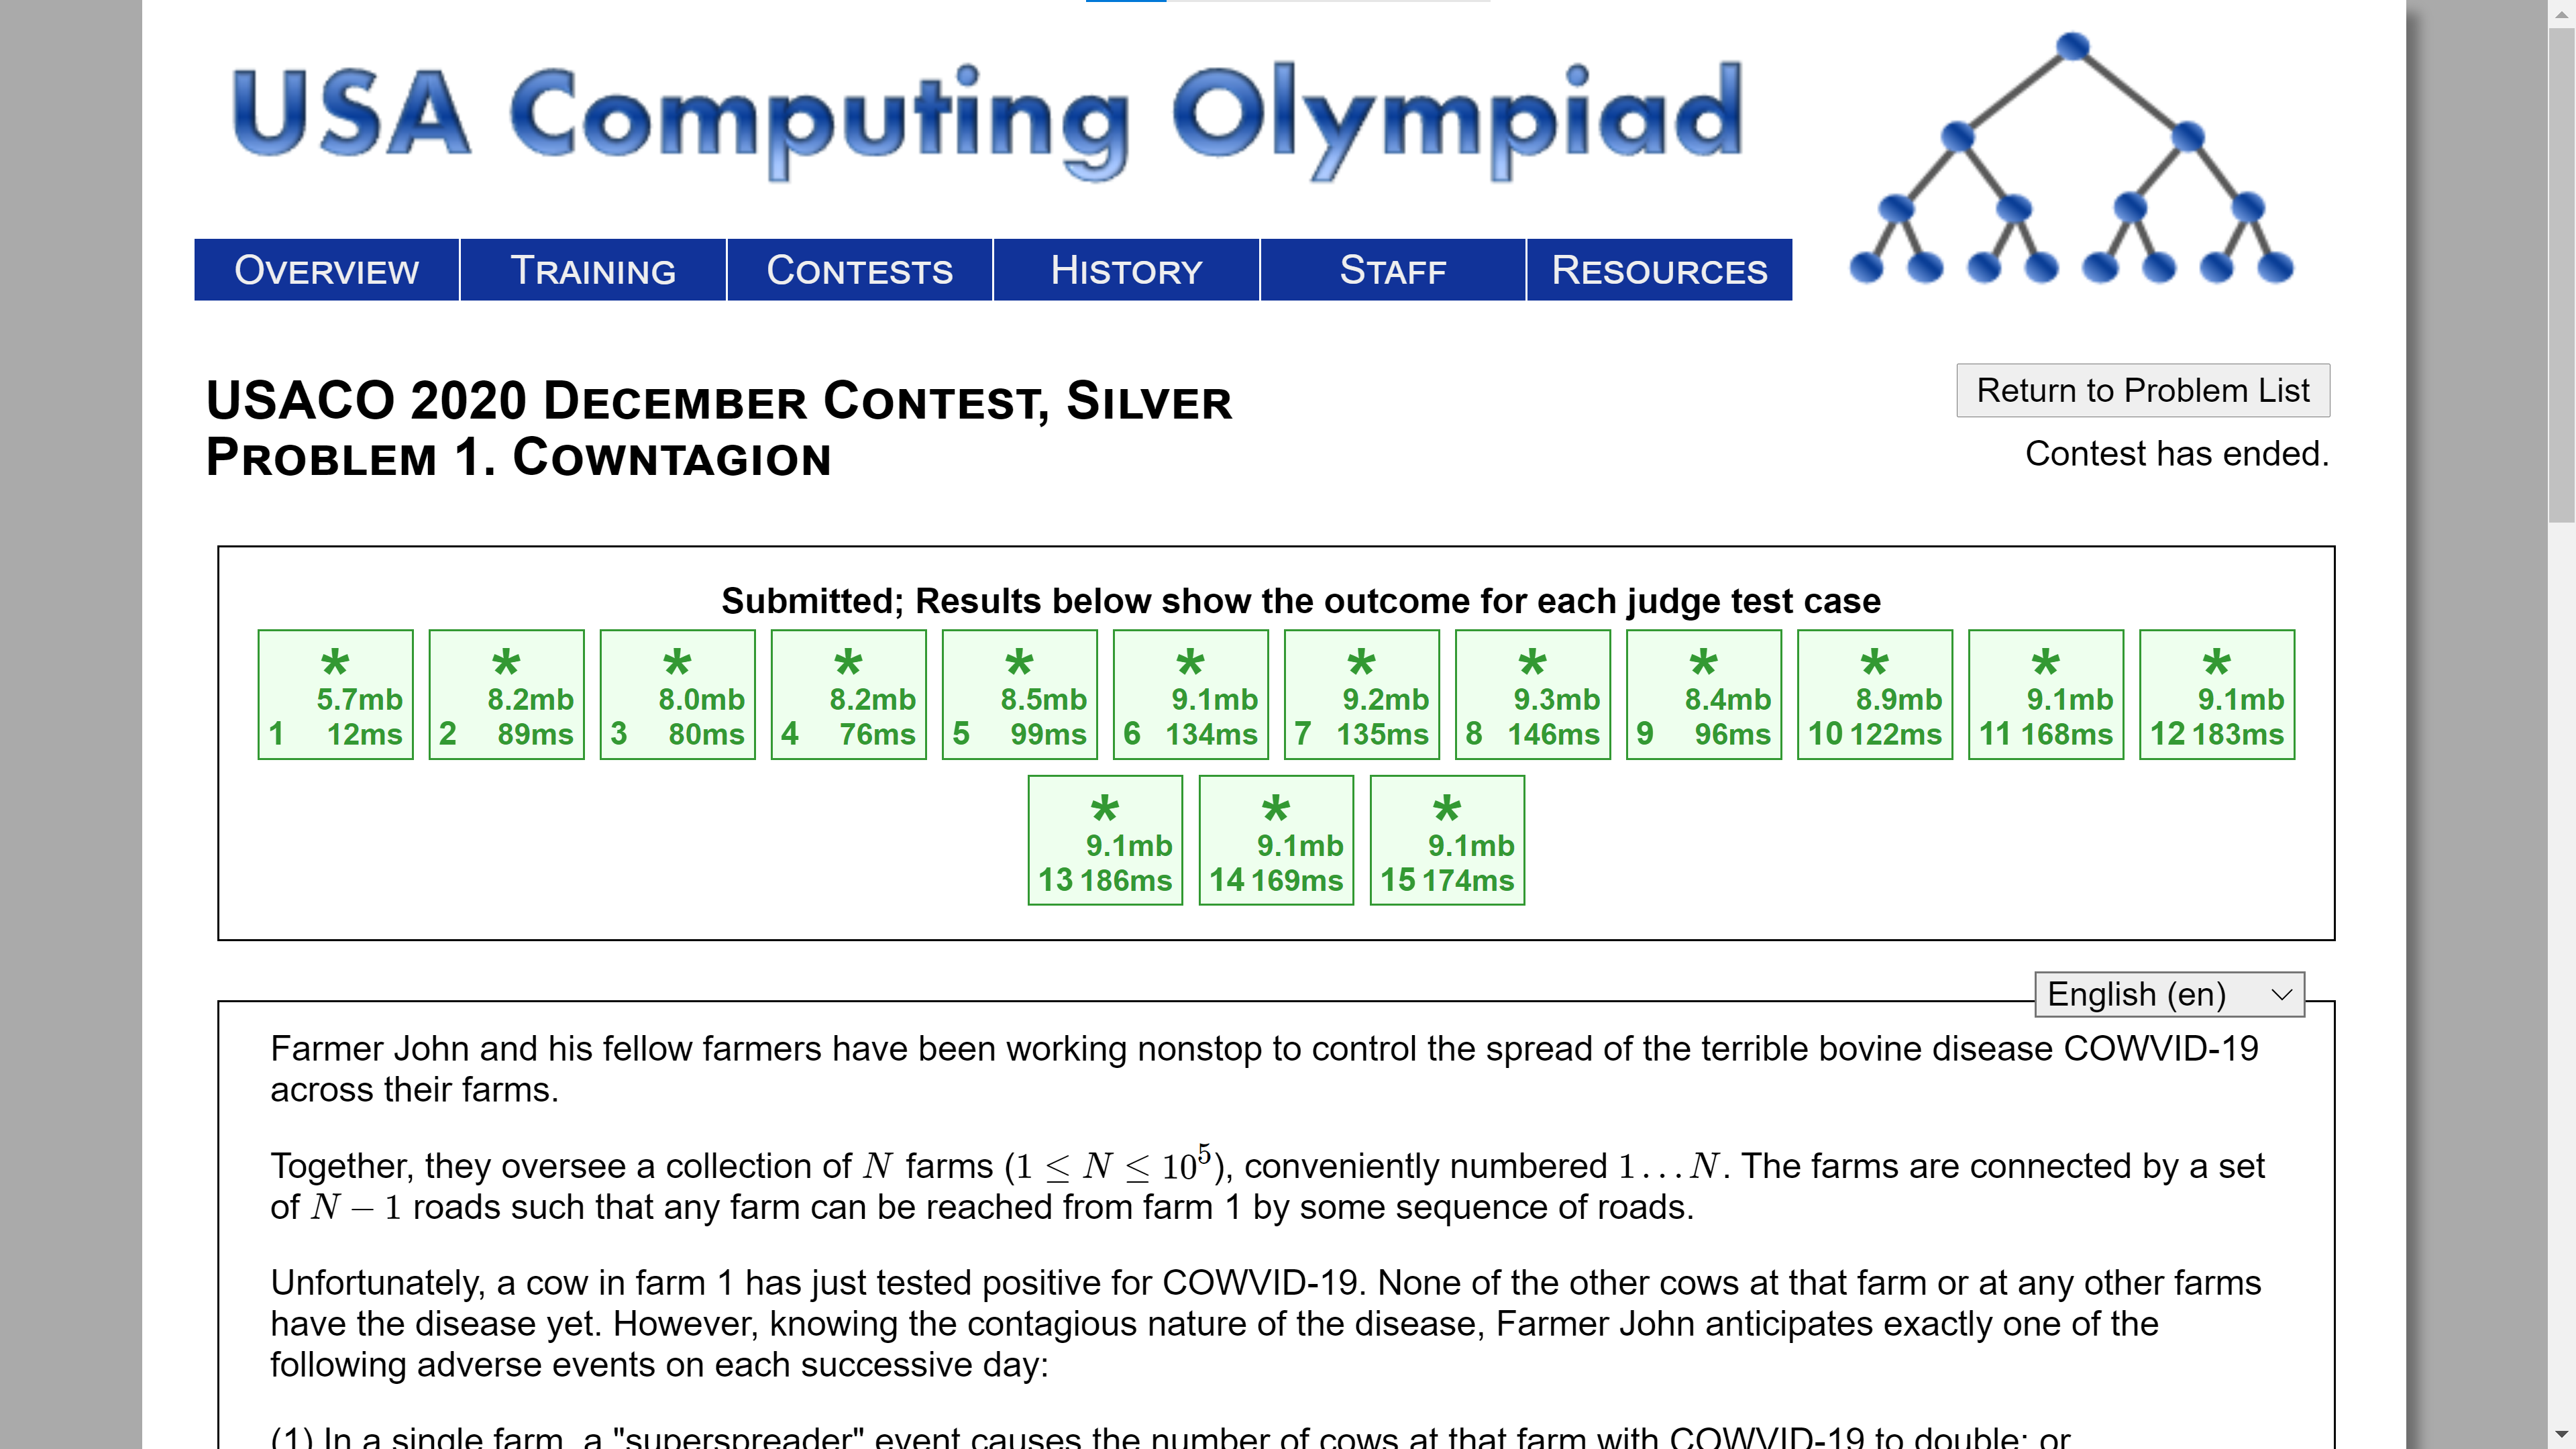 USA Computing Olympiad
OVERVIEW TRAINING CONTESTS HISTORY STAFF RESOURCES
USACO 2020 DECEMBER CONTEST, SILVER
PROBLEM 1. COWNTAGION
Return to Problem List
Contest has ended.
Submitted; Results below show the outcome for each judge test case
* * * * * * * * * * * *
5.7mb 8.2mb 8.0mb 8.2mb 8.5mb 9.1mb 9.2mb 9.3mb 8.4mb 8.9mb 9.1mb 9.1mb
1 12ms 2 89ms 3 80ms 4 76ms 5 99ms 6 134ms 7 135ms 8 146ms 9 96ms 10 122ms 11 168ms 12 183ms
* * *
9.1mb 9.1mb 9.1mb
13 186ms 14 169ms 15 174ms
English (en)
Farmer John and his fellow farmers have been working nonstop to control the spread of the terrible bovine disease COWVID-19
across their farms.
Together, they oversee a collection of N farms (1 ≤ N ≤ 10⁵), conveniently numbered 1…N. The farms are connected by a set
of N − 1 roads such that any farm can be reached from farm 1 by some sequence of roads.
Unfortunately, a cow in farm 1 has just tested positive for COWVID-19. None of the other cows at that farm or at any other farms
have the disease yet. However, knowing the contagious nature of the disease, Farmer John anticipates exactly one of the
following adverse events on each successive day:
(1) In a single farm, a "superspreader" event causes the number of cows at that farm with COWVID-19 to double; or